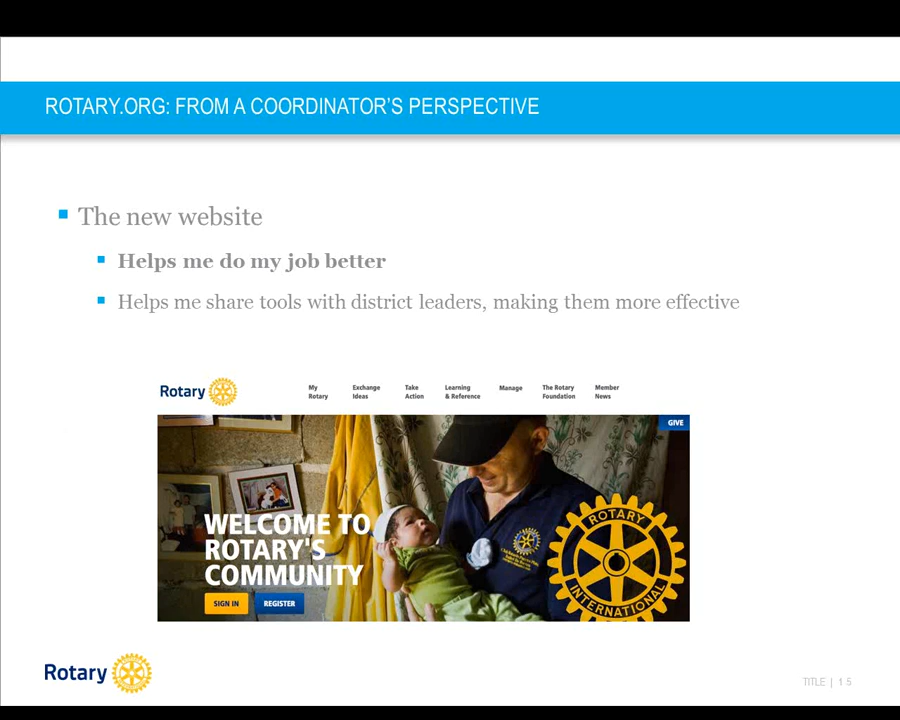 ROTARY.ORG: FROM A COORDINATOR'S PERSPECTIVE
The new website
Helps me do my job better
Helps me share tools with district leaders, making them more effective
Rotary
My Rotary
Exchange Ideas
Take Action
Learning & Reference
Manage
The Rotary Foundation
Member News
GIVE
WELCOME TO
ROTARY'S
COMMUNITY
SIGN IN
REGISTER
ROTARY
INTERNATIONAL
Rotary
TITLE | 15